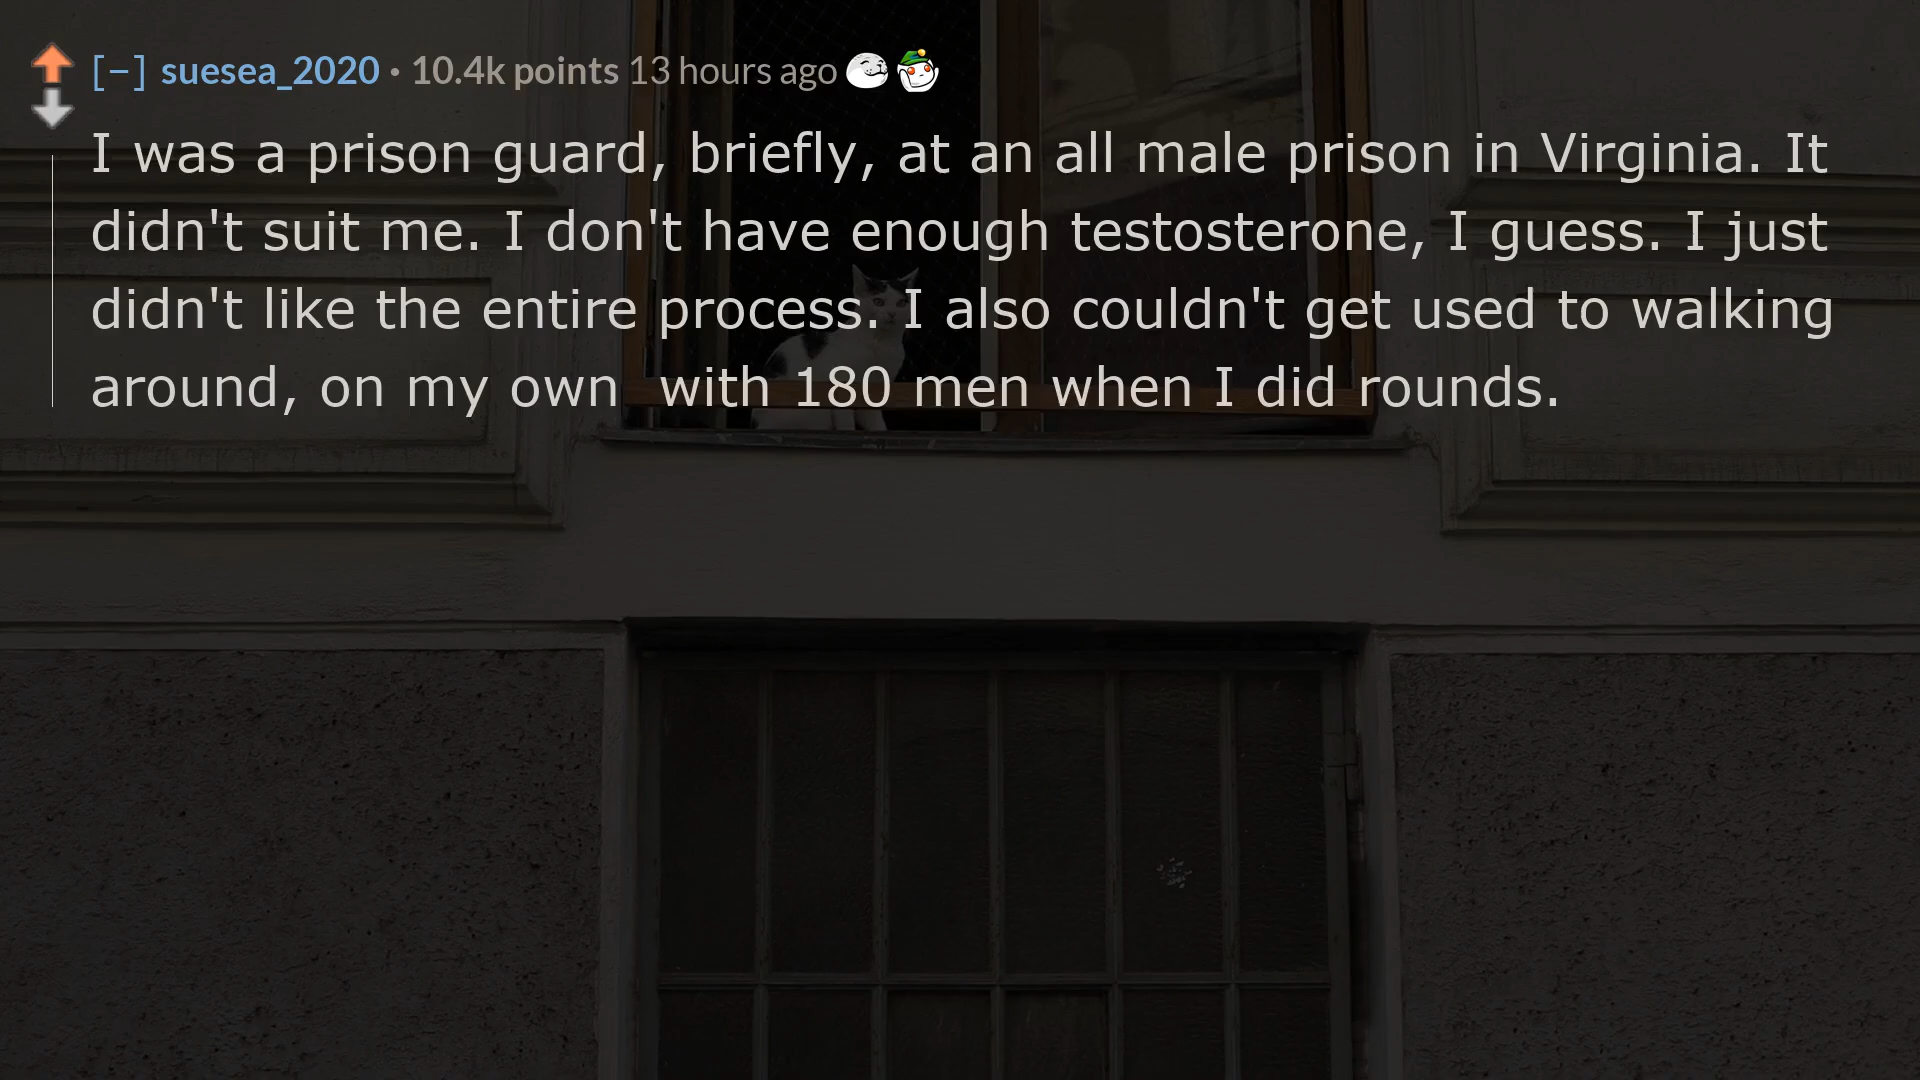 [−] suesea_2020 • 10.4k points 13 hours ago
I was a prison guard, briefly, at an all male prison in Virginia. It
didn't suit me. I don't have enough testosterone, I guess. I just
didn't like the entire process. I also couldn't get used to walking
around, on my own  with 180 men when I did rounds.